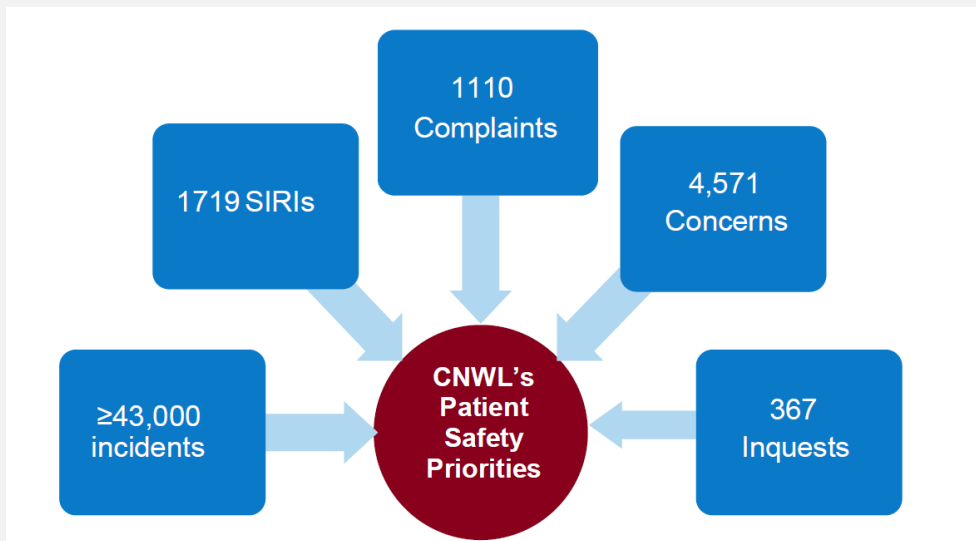 1110
Complaints
1719 SIRIs
4,571
Concerns
≥43,000
incidents
CNWL’s
Patient
Safety
Priorities
367
Inquests